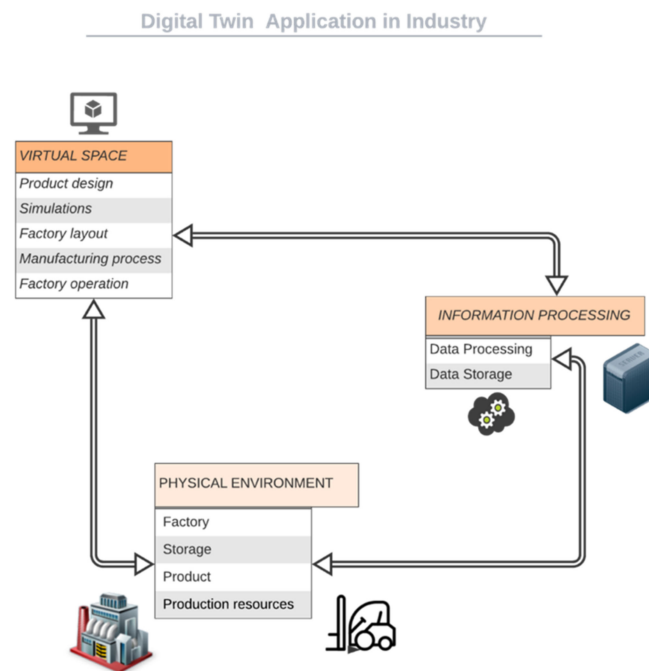 Digital Twin Application in Industry
VIRTUAL SPACE
Product design
Simulations
Factory layout
Manufacturing process
Factory operation
INFORMATION PROCESSING
Data Processing
Data Storage
SERVER
PHYSICAL ENVIRONMENT
Factory
Storage
Product
Production resources